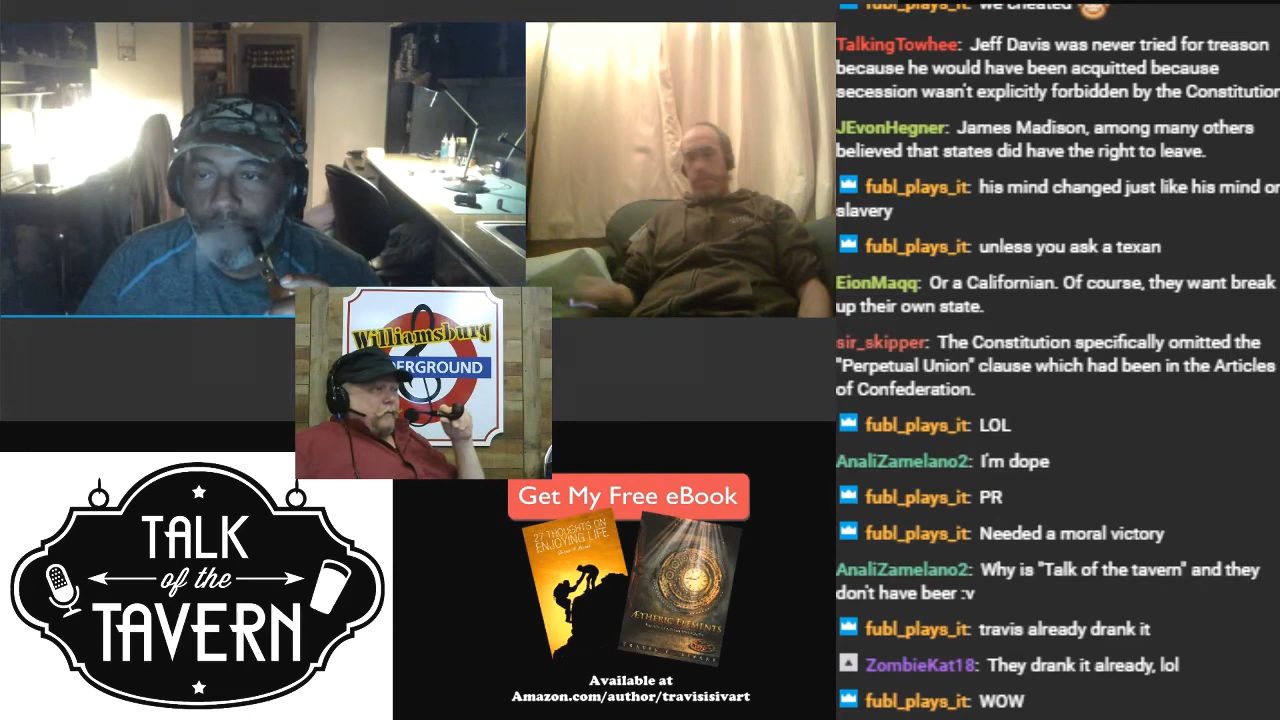 fubl_plays_it: we cheated
TalkingTowhee: Jeff Davis was never tried for treason
because he would have been acquitted because
secession wasn't explicitly forbidden by the Constitution
JEvonHegner: James Madison, among many others
believed that states did have the right to leave.
fubl_plays_it: his mind changed just like his mind or
slavery
fubl_plays_it: unless you ask a texan
EionMaqq: Or a Californian. Of course, they want break
up their own state.
sir_skipper: The Constitution specifically omitted the
"Perpetual Union" clause which had been in the Articles
of Confederation.
fubl_plays_it: LOL
AnaliZamelano2: I'm dope
fubl_plays_it: PR
fubl_plays_it: Needed a moral victory
AnaliZamelano2: Why is "Talk of the tavern" and they
don't have beer :v
fubl_plays_it: travis already drank it
ZombieKat18: They drank it already, lol
fubl_plays_it: WOW
Williamsburg
DERGROUND
TALK
of the
TAVERN
Get My Free eBook
27 THOUGHTS ON
ENJOYING LIFE
ÆTHERIC ELEMENTS
Available at
Amazon.com/author/travisisivart